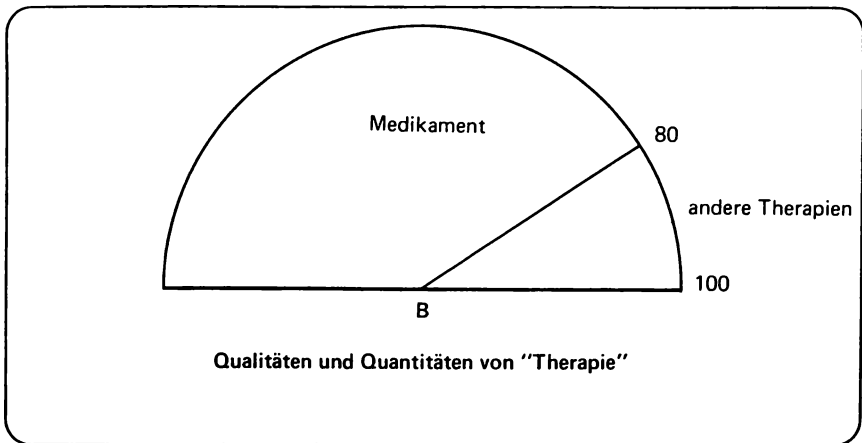 Medikament
80
andere Therapien
100
B
Qualitäten und Quantitäten von "Therapie"